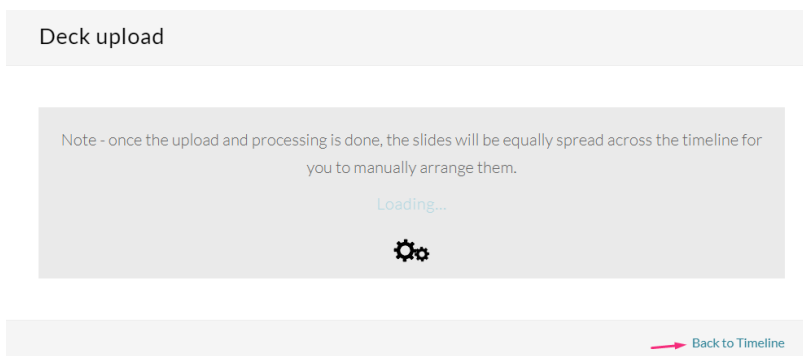 Deck upload
Note - once the upload and processing is done, the slides will be equally spread across the timeline for
you to manually arrange them.
Loading...
Back to Timeline